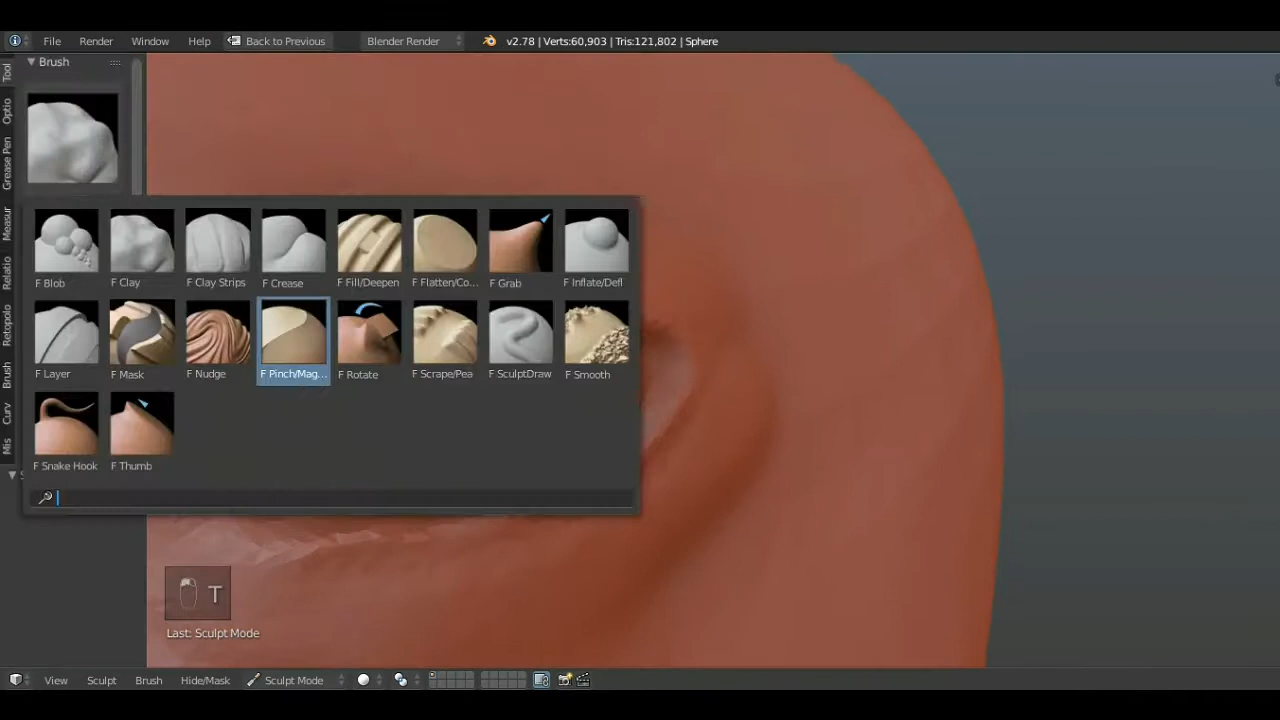 File Render Window Help Back to Previous Blender Render v2.78 | Verts:60,903 | Tris:121,802 | Sphere
Brush
Tool
Optio
Grease Pen
Measur
Relatio
Retopolo
Brush
Curv
Mis
F Blob F Clay F Clay Strips F Crease F Fill/Deepen F Flatten/Co... F Grab F Inflate/Defl
F Layer F Mask F Nudge F Pinch/Mag... F Rotate F Scrape/Pea F SculptDraw F Smooth
F Snake Hook F Thumb
T
Last: Sculpt Mode
View Sculpt Brush Hide/Mask Sculpt Mode